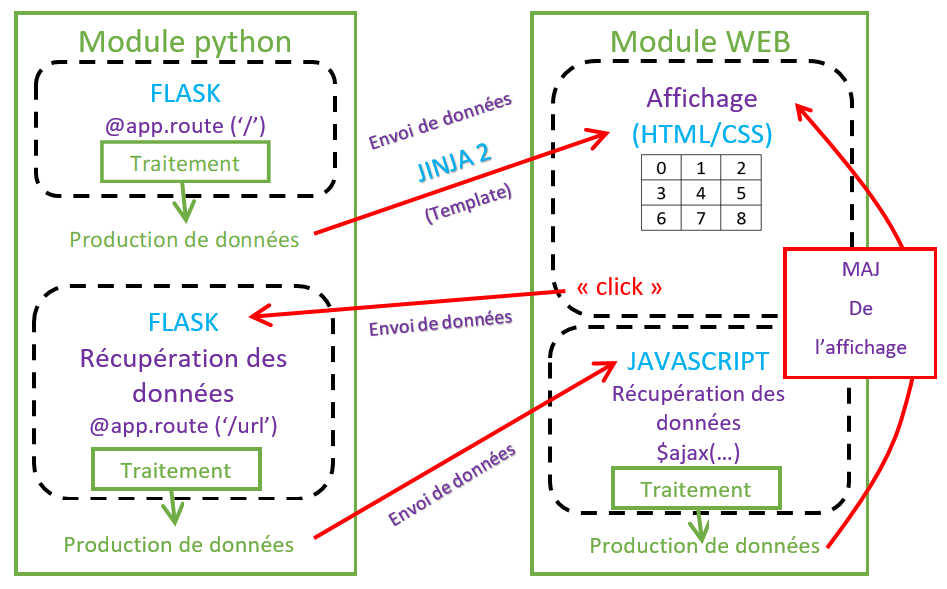 Module python
FLASK
@app.route (‘/’)
Traitement
Production de données
FLASK
Récupération des
données
@app.route (‘/url’)
Traitement
Production de données
Envoi de données
JINJA 2
(Template)
Envoi de données
Envoi de données
Module WEB
Affichage
(HTML/CSS)
0 1 2
3 4 5
6 7 8
« click »
JAVASCRIPT
Récupération des
données
$ajax(…)
Traitement
Production de données
MAJ
De
l’affichage